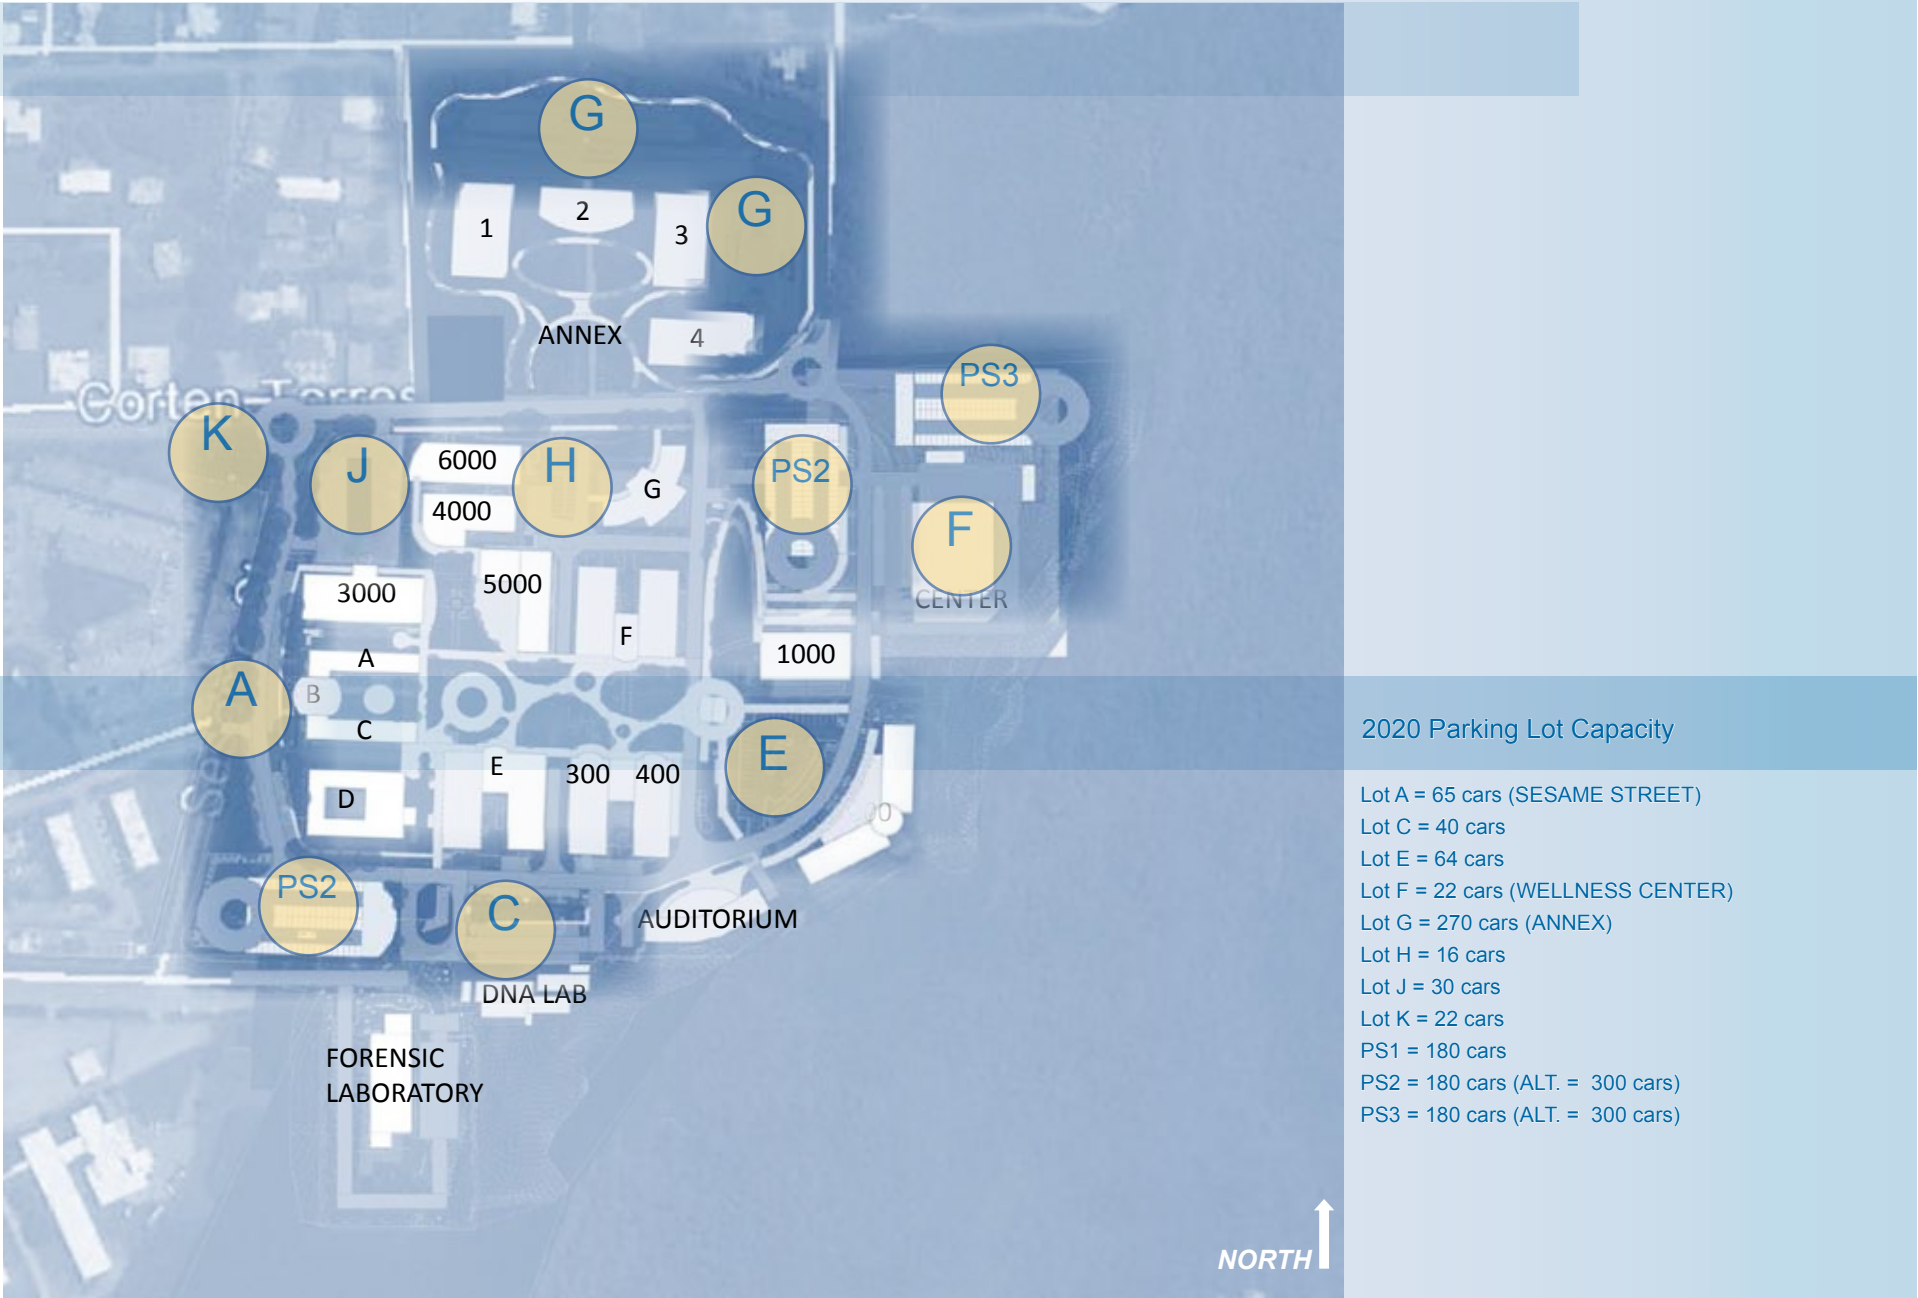 G
G
1
2
3
ANNEX
4
Corten-Torres
PS3
K
J
6000
H
G
PS2
4000
F
3000
5000
CENTER
F
1000
A
A
B
C
E
E
300
400
D
PS2
C
AUDITORIUM
DNA LAB
FORENSIC
LABORATORY
NORTH
2020 Parking Lot Capacity
Lot A = 65 cars (SESAME STREET)
Lot C = 40 cars
Lot E = 64 cars
Lot F = 22 cars (WELLNESS CENTER)
Lot G = 270 cars (ANNEX)
Lot H = 16 cars
Lot J = 30 cars
Lot K = 22 cars
PS1 = 180 cars
PS2 = 180 cars (ALT. =  300 cars)
PS3 = 180 cars (ALT. =  300 cars)